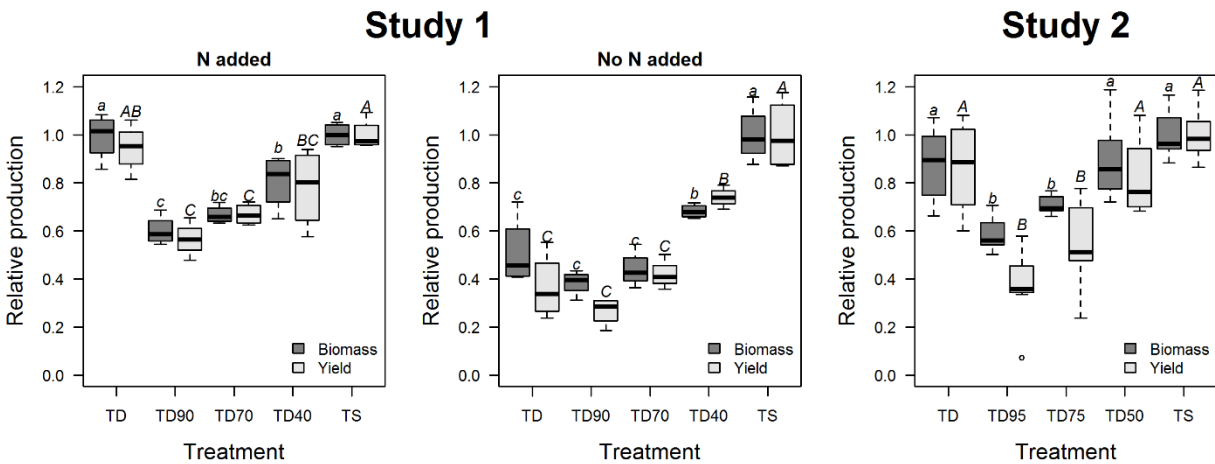 Study 1
Study 2
N added
No N added
Relative production
1.2
1.0
0.8
0.6
0.4
0.2
0.0
a
AB
c
C
bc
C
b
BC
a
A
Biomass
Yield
TD
TD90
TD70
TD40
TS
Treatment
Relative production
1.2
1.0
0.8
0.6
0.4
0.2
0.0
c
C
c
C
c
C
b
B
a
A
Biomass
Yield
TD
TD90
TD70
TD40
TS
Treatment
Relative production
1.2
1.0
0.8
0.6
0.4
0.2
0.0
a
A
b
B
b
B
a
A
a
A
Biomass
Yield
TD
TD95
TD75
TD50
TS
Treatment